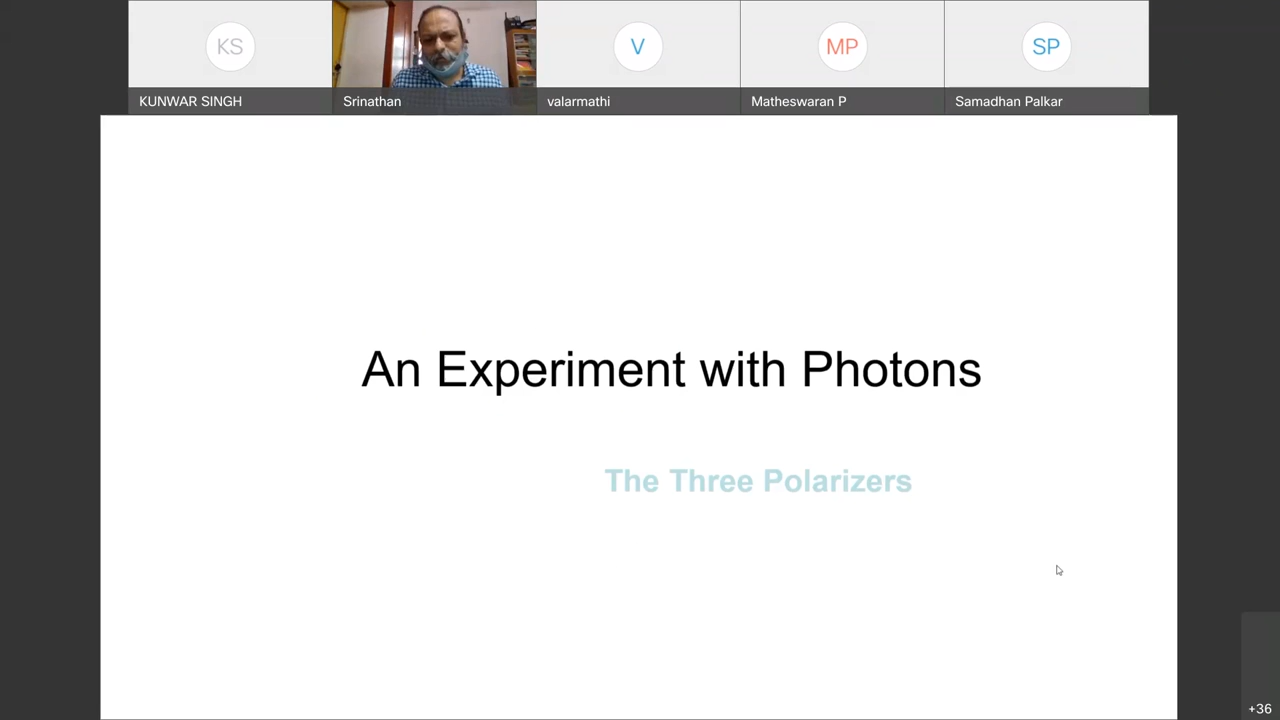 KS
V
MP
SP
KUNWAR SINGH
Srinathan
valarmathi
Matheswaran P
Samadhan Palkar
An Experiment with Photons
The Three Polarizers
+36